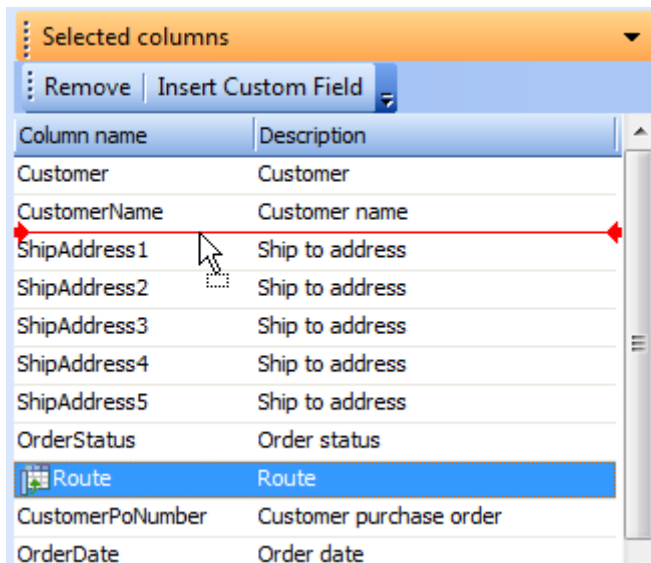 Selected columns
Remove Insert Custom Field
Column name Description
Customer Customer
CustomerName Customer name
ShipAddress1 Ship to address
ShipAddress2 Ship to address
ShipAddress3 Ship to address
ShipAddress4 Ship to address
ShipAddress5 Ship to address
OrderStatus Order status
Route Route
CustomerPoNumber Customer purchase order
OrderDate Order date